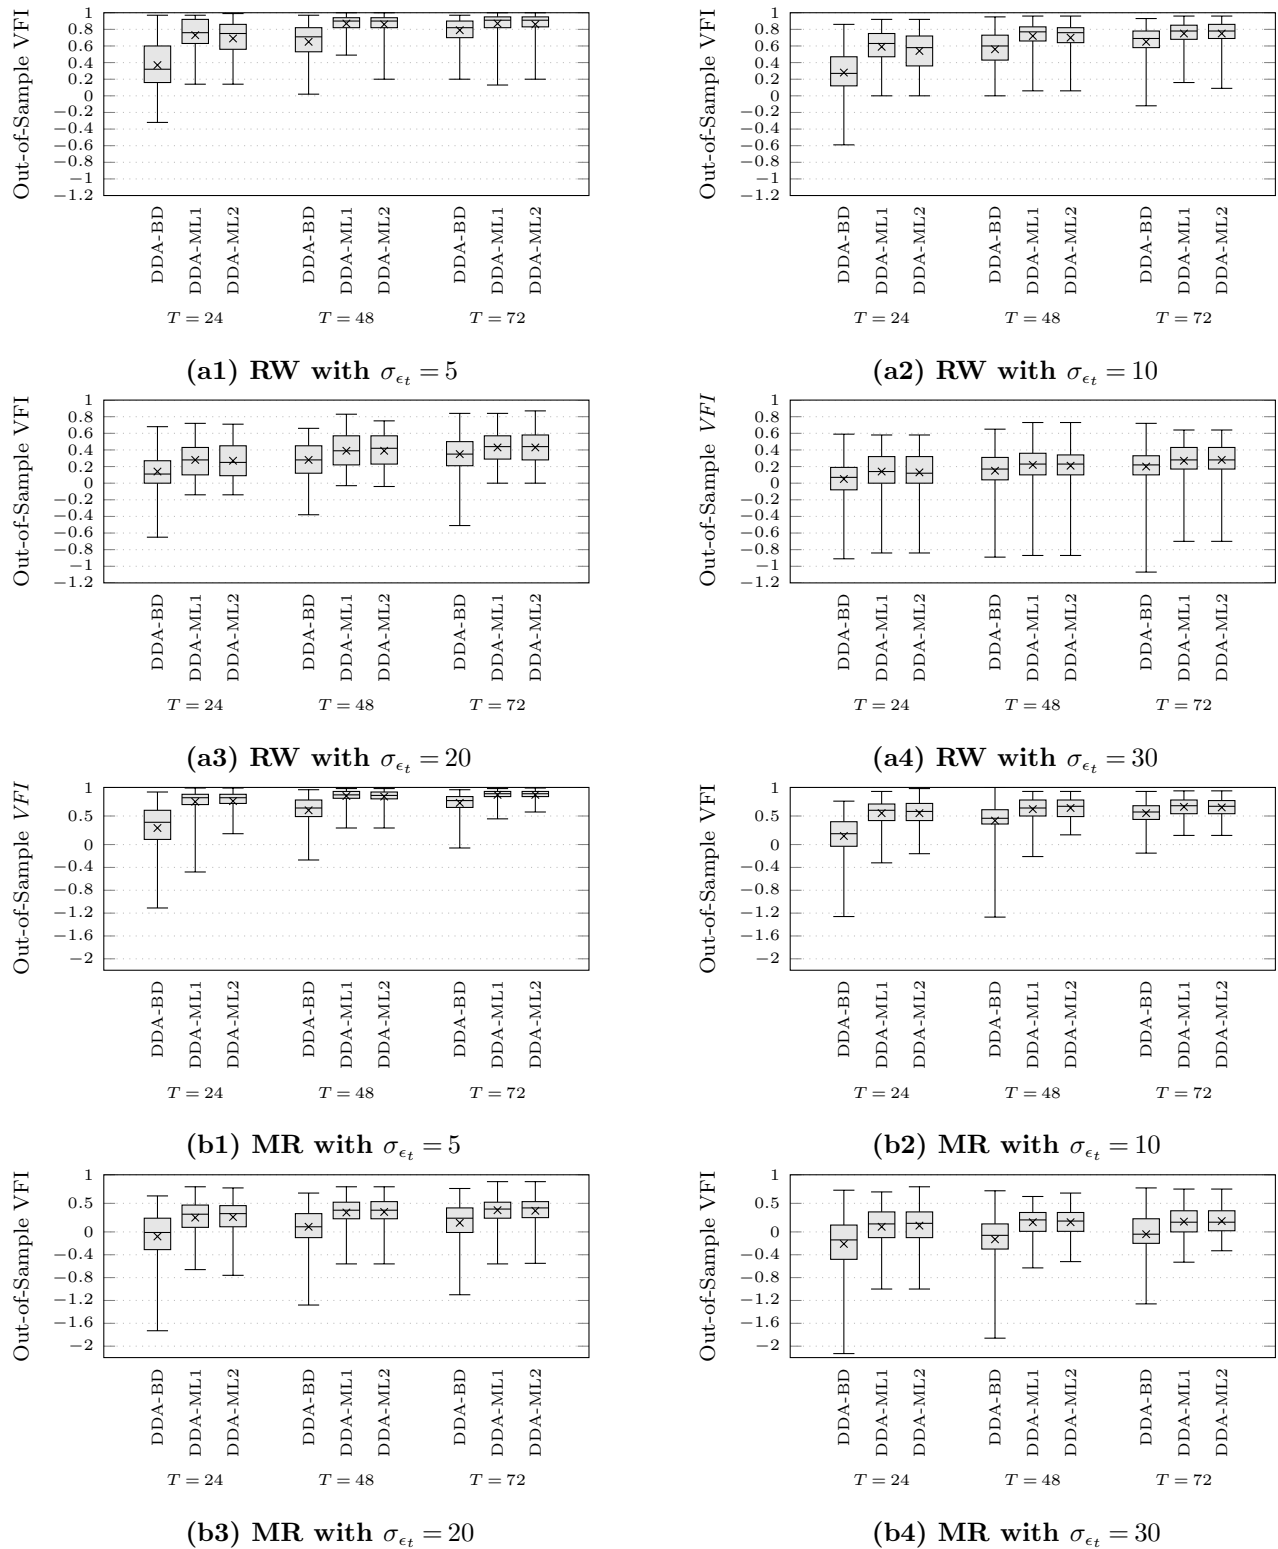 Out-of-Sample VFI
1
0.8
0.6
0.4
0.2
0
−0.2
−0.4
−0.6
−0.8
−1
−1.2
DDA-BD
DDA-ML1
DDA-ML2
DDA-BD
DDA-ML1
DDA-ML2
DDA-BD
DDA-ML1
DDA-ML2
T = 24
T = 48
T = 72
(a1) RW with σϵt = 5
Out-of-Sample VFI
1
0.8
0.6
0.4
0.2
0
−0.2
−0.4
−0.6
−0.8
−1
−1.2
DDA-BD
DDA-ML1
DDA-ML2
DDA-BD
DDA-ML1
DDA-ML2
DDA-BD
DDA-ML1
DDA-ML2
T = 24
T = 48
T = 72
(a2) RW with σϵt = 10
Out-of-Sample VFI
1
0.8
0.6
0.4
0.2
0
−0.2
−0.4
−0.6
−0.8
−1
−1.2
DDA-BD
DDA-ML1
DDA-ML2
DDA-BD
DDA-ML1
DDA-ML2
DDA-BD
DDA-ML1
DDA-ML2
T = 24
T = 48
T = 72
(a3) RW with σϵt = 20
Out-of-Sample VFI
1
0.8
0.6
0.4
0.2
0
−0.2
−0.4
−0.6
−0.8
−1
−1.2
DDA-BD
DDA-ML1
DDA-ML2
DDA-BD
DDA-ML1
DDA-ML2
DDA-BD
DDA-ML1
DDA-ML2
T = 24
T = 48
T = 72
(a4) RW with σϵt = 30
Out-of-Sample VFI
1
0.5
0
−0.4
−0.8
−1.2
−1.6
−2
DDA-BD
DDA-ML1
DDA-ML2
DDA-BD
DDA-ML1
DDA-ML2
DDA-BD
DDA-ML1
DDA-ML2
T = 24
T = 48
T = 72
(b1) MR with σϵt = 5
Out-of-Sample VFI
1
0.5
0
−0.4
−0.8
−1.2
−1.6
−2
DDA-BD
DDA-ML1
DDA-ML2
DDA-BD
DDA-ML1
DDA-ML2
DDA-BD
DDA-ML1
DDA-ML2
T = 24
T = 48
T = 72
(b2) MR with σϵt = 10
Out-of-Sample VFI
1
0.5
0
−0.4
−0.8
−1.2
−1.6
−2
DDA-BD
DDA-ML1
DDA-ML2
DDA-BD
DDA-ML1
DDA-ML2
DDA-BD
DDA-ML1
DDA-ML2
T = 24
T = 48
T = 72
(b3) MR with σϵt = 20
Out-of-Sample VFI
1
0.5
0
−0.4
−0.8
−1.2
−1.6
−2
DDA-BD
DDA-ML1
DDA-ML2
DDA-BD
DDA-ML1
DDA-ML2
DDA-BD
DDA-ML1
DDA-ML2
T = 24
T = 48
T = 72
(b4) MR with σϵt = 30